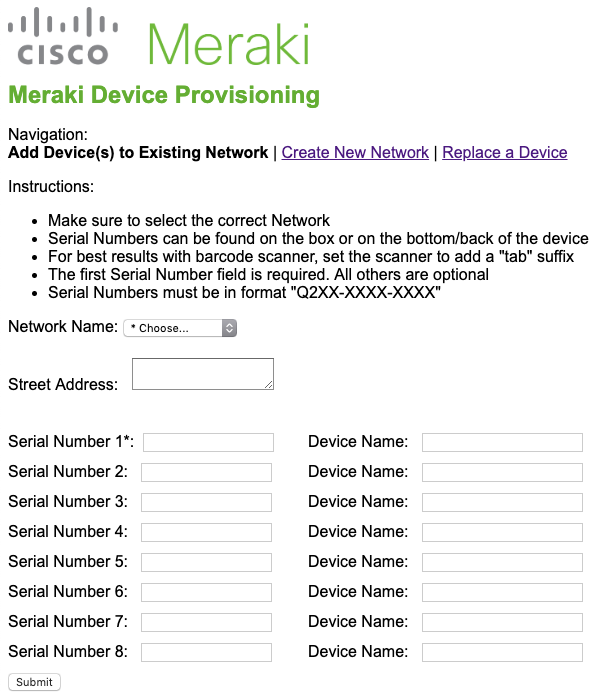 CISCO Meraki
Meraki Device Provisioning
Navigation:
Add Device(s) to Existing Network | Create New Network | Replace a Device
Instructions:
• Make sure to select the correct Network
• Serial Numbers can be found on the box or on the bottom/back of the device
• For best results with barcode scanner, set the scanner to add a "tab" suffix
• The first Serial Number field is required. All others are optional
• Serial Numbers must be in format "Q2XX-XXXX-XXXX"
Network Name: * Choose...
Street Address:
Serial Number 1*: Device Name:
Serial Number 2: Device Name:
Serial Number 3: Device Name:
Serial Number 4: Device Name:
Serial Number 5: Device Name:
Serial Number 6: Device Name:
Serial Number 7: Device Name:
Serial Number 8: Device Name:
Submit